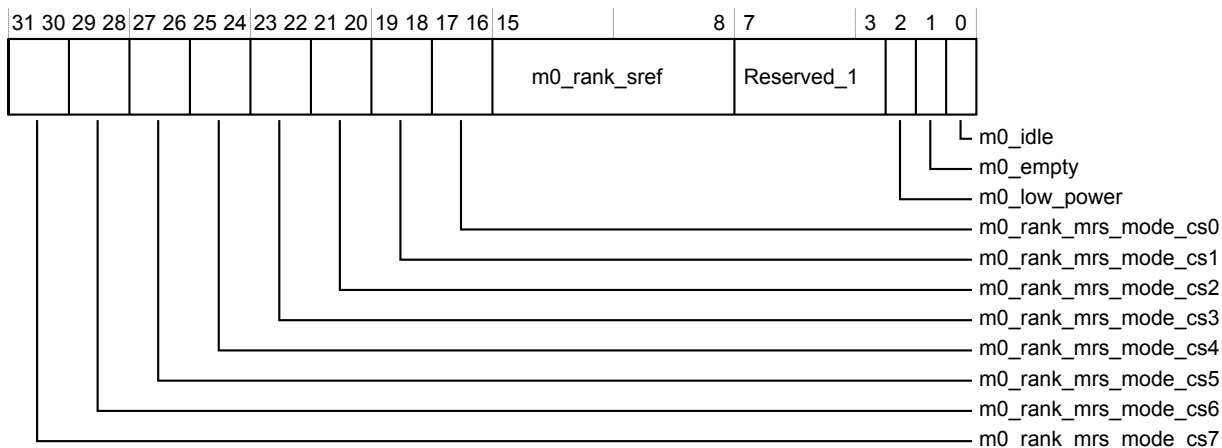 31 30 29 28 27 26 25 24 23 22 21 20 19 18 17 16 15 8 7 3 2 1 0
m0_rank_sref Reserved_1
m0_idle
m0_empty
m0_low_power
m0_rank_mrs_mode_cs0
m0_rank_mrs_mode_cs1
m0_rank_mrs_mode_cs2
m0_rank_mrs_mode_cs3
m0_rank_mrs_mode_cs4
m0_rank_mrs_mode_cs5
m0_rank_mrs_mode_cs6
m0_rank_mrs_mode_cs7